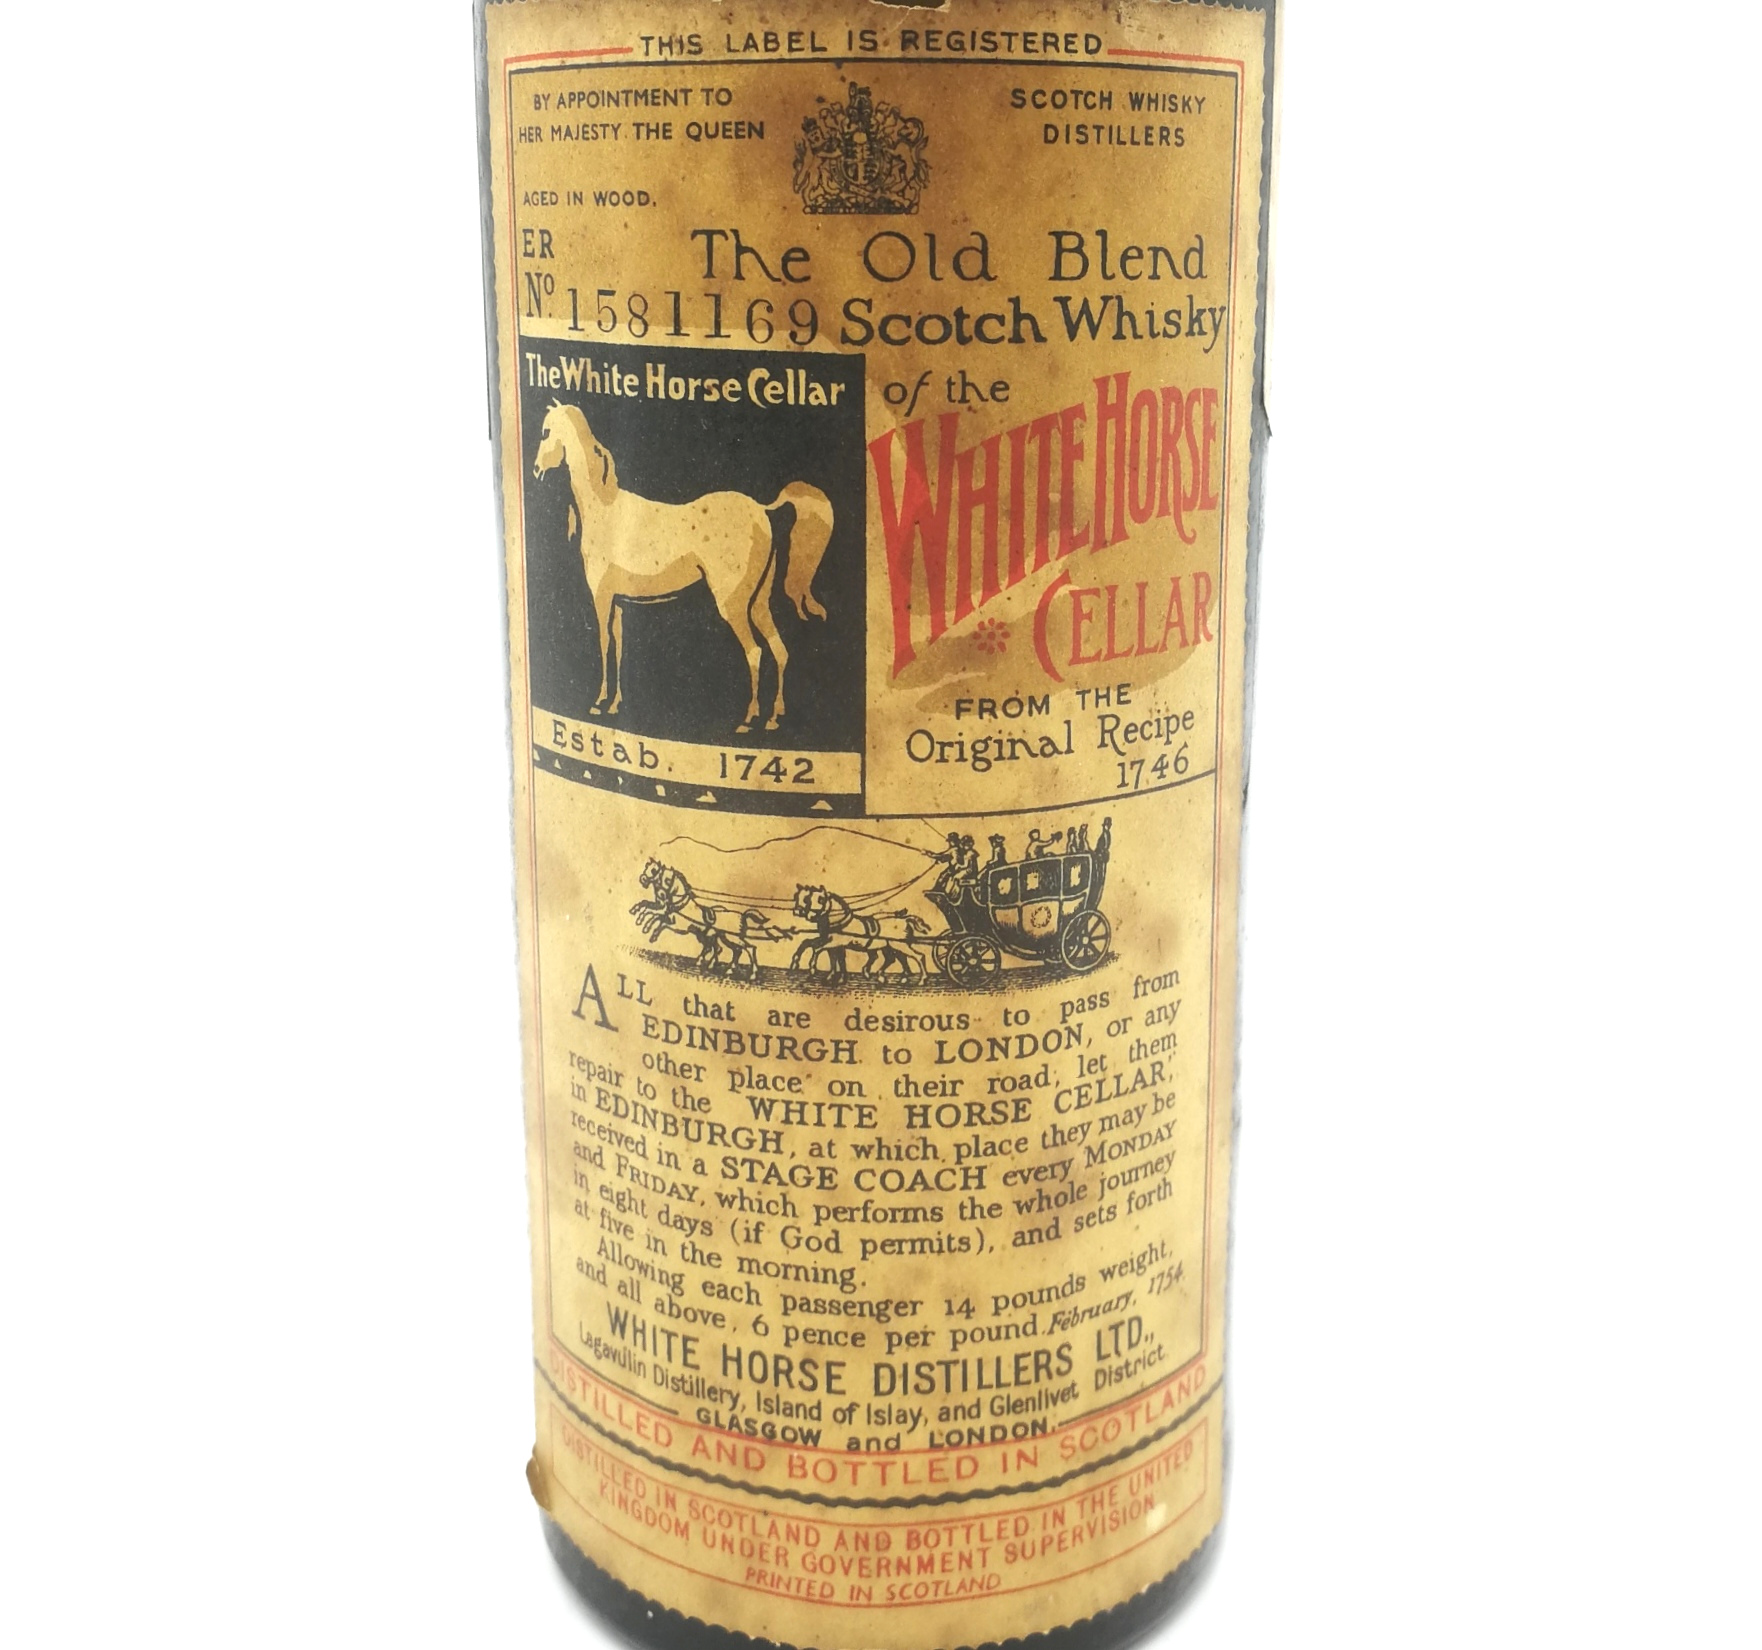 THIS LABEL IS REGISTERED
BY APPOINTMENT TO
HER MAJESTY THE QUEEN
SCOTCH WHISKY
DISTILLERS
AGED IN WOOD.
ER
Nº 1581169
The Old Blend
Scotch Whisky
of the
WHITE HORSE
CELLAR
FROM THE
Original Recipe
1746
The White Horse Cellar
Estab. 1742
ALL that are desirous to pass from
EDINBURGH to LONDON, or any
other place on their road, let them
repair to the WHITE HORSE CELLAR,
in EDINBURGH, at which place they may be
received in a STAGE COACH every MONDAY
and FRIDAY, which performs the whole journey
in eight days (if God permits), and sets forth
at five in the morning.
Allowing each passenger 14 pounds weight,
and all above, 6 pence per pound. February, 1754.
WHITE HORSE DISTILLERS LTD.,
Lagavulin Distillery, Island of Islay, and Glenlivet District.
GLASGOW and LONDON.
DISTILLED AND BOTTLED IN SCOTLAND
DISTILLED IN SCOTLAND AND BOTTLED IN THE UNITED
KINGDOM UNDER GOVERNMENT SUPERVISION
PRINTED IN SCOTLAND